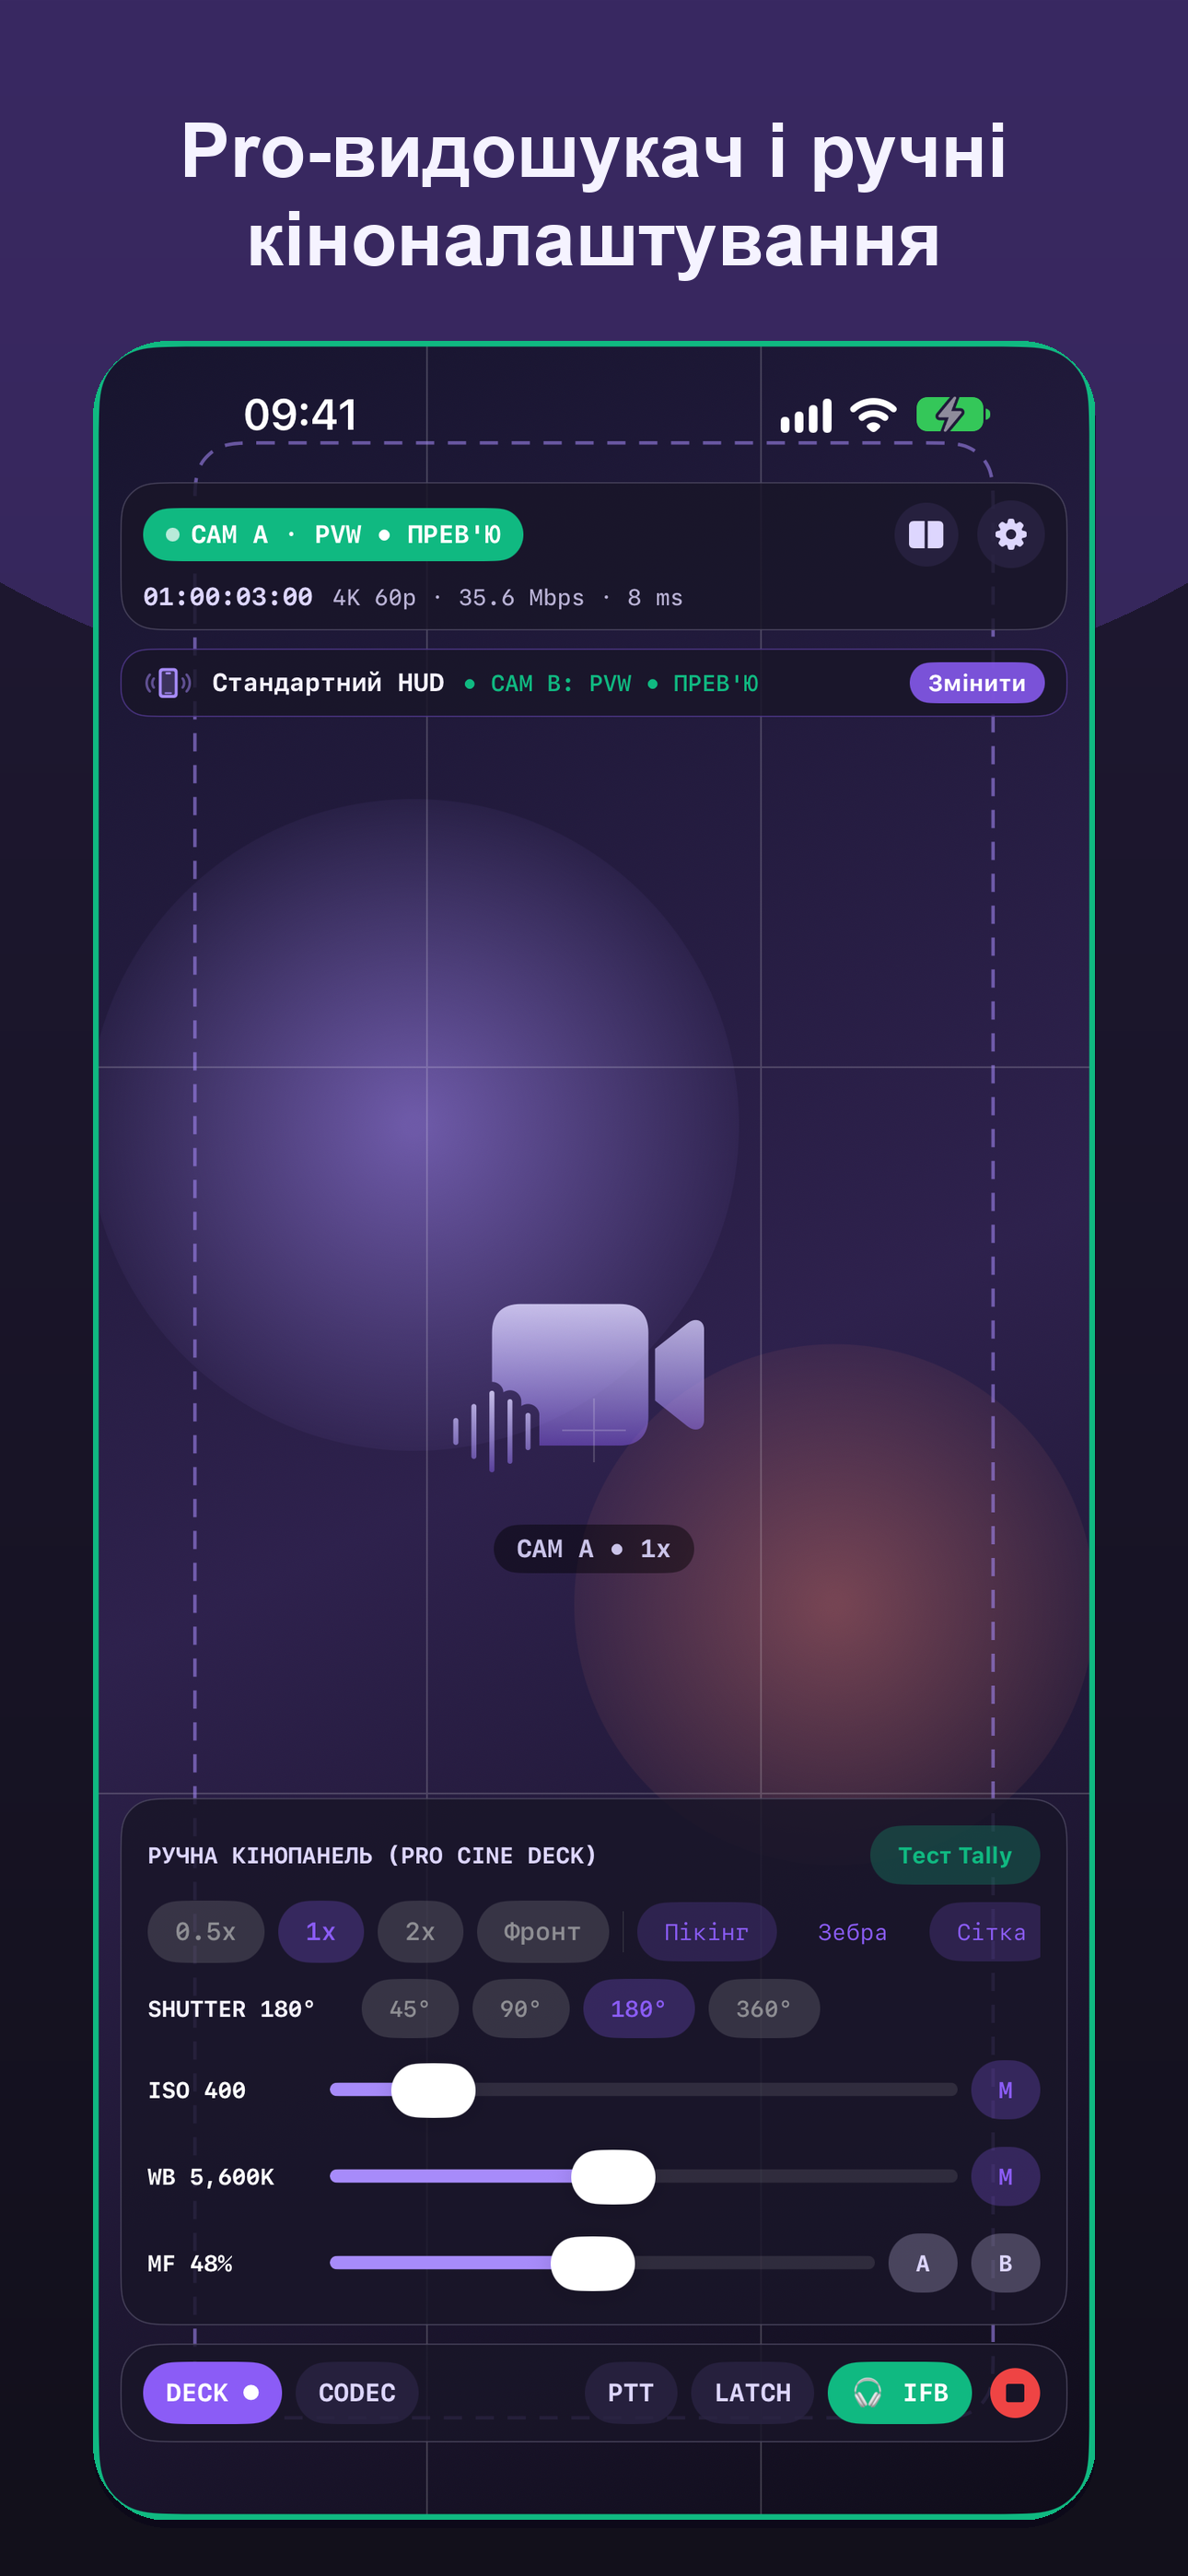 Pro-видошукач і ручні
кіноналаштування
09:41
CAM A · PVW ● ПРЕВ'Ю
01:00:03:00 4K 60p · 35.6 Mbps · 8 ms
Стандартний HUD ● CAM B: PVW ● ПРЕВ'Ю Змінити
CAM A ● 1x
РУЧНА КІНОПАНЕЛЬ (PRO CINE DECK) Тест Tally
0.5x 1x 2x Фронт Пікінг Зебра Сітка
SHUTTER 180° 45° 90° 180° 360°
ISO 400 M
WB 5,600K M
MF 48% A B
DECK ● CODEC PTT LATCH 🎧 IFB